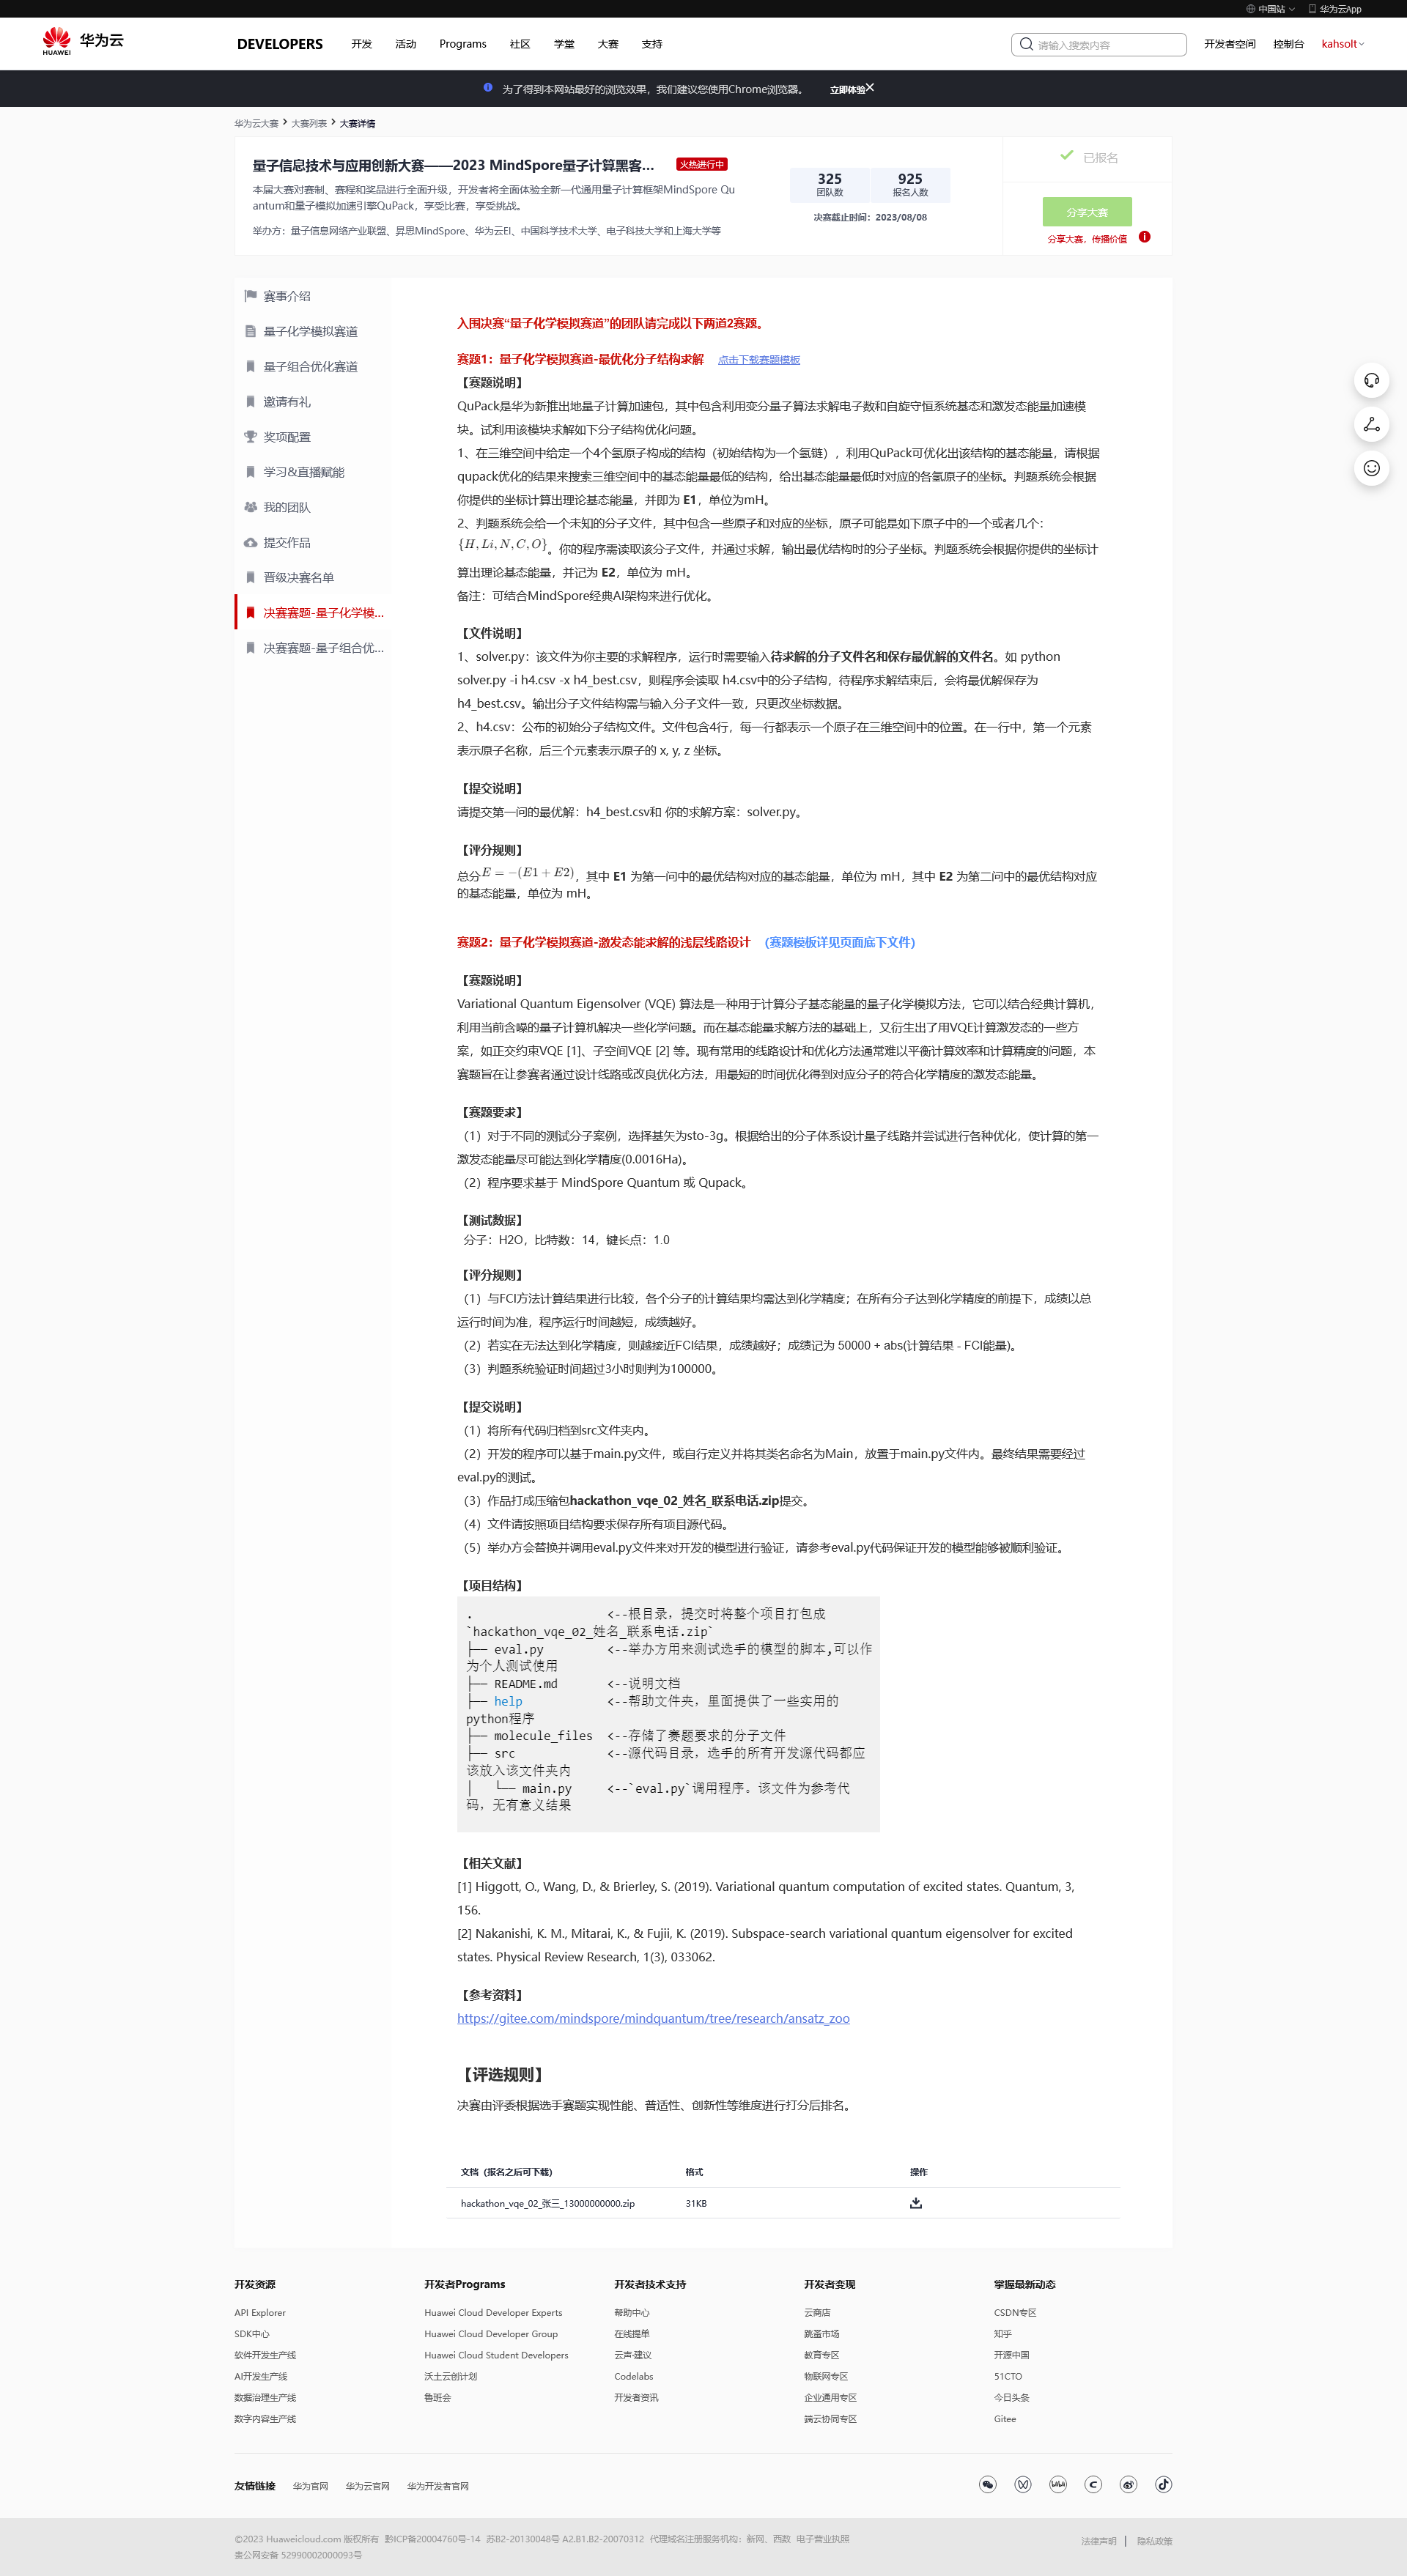 中国站 华为云App
HUAWEI 华为云 DEVELOPERS 开发 活动 Programs 社区 学堂 大赛 支持 请输入搜索内容 开发者空间 控制台 kahsolt
为了得到本网站最好的浏览效果，我们建议您使用Chrome浏览器。 立即体验
华为云大赛 > 大赛列表 > 大赛详情
量子信息技术与应用创新大赛——2023 MindSpore量子计算黑客... 火热进行中
本届大赛对赛制、赛程和奖品进行全面升级，开发者将全面体验全新一代通用量子计算框架MindSpore Qu
antum和量子模拟加速引擎QuPack，享受比赛，享受挑战。
举办方：量子信息网络产业联盟、昇思MindSpore、华为云EI、中国科学技术大学、电子科技大学和上海大学等
325 925
团队数 报名人数
决赛截止时间：2023/08/08
已报名
分享大赛
分享大赛，传播价值
赛事介绍
量子化学模拟赛道
量子组合优化赛道
邀请有礼
奖项配置
学习&直播赋能
我的团队
提交作品
晋级决赛名单
决赛赛题-量子化学模...
决赛赛题-量子组合优...
入围决赛“量子化学模拟赛道”的团队请完成以下两道2赛题。
赛题1：量子化学模拟赛道-最优化分子结构求解 点击下载赛题模板
【赛题说明】
QuPack是华为新推出地量子计算加速包，其中包含利用变分量子算法求解电子数和自旋守恒系统基态和激发态能量加速模
块。试利用该模块求解如下分子结构优化问题。
1、在三维空间中给定一个4个氢原子构成的结构（初始结构为一个氢链），利用QuPack可优化出该结构的基态能量，请根据
qupack优化的结果来搜索三维空间中的基态能量最低的结构，给出基态能量最低时对应的各氢原子的坐标。判题系统会根据
你提供的坐标计算出理论基态能量，并即为 E1，单位为mH。
2、判题系统会给一个未知的分子文件，其中包含一些原子和对应的坐标，原子可能是如下原子中的一个或者几个：
{H, Li, N, C, O}。你的程序需读取该分子文件，并通过求解，输出最优结构时的分子坐标。判题系统会根据你提供的坐标计
算出理论基态能量，并记为 E2，单位为 mH。
备注：可结合MindSpore经典AI架构来进行优化。
【文件说明】
1、solver.py：该文件为你主要的求解程序，运行时需要输入待求解的分子文件名和保存最优解的文件名。如 python
solver.py -i h4.csv -x h4_best.csv，则程序会读取 h4.csv中的分子结构，待程序求解结束后，会将最优解保存为
h4_best.csv。输出分子文件结构需与输入分子文件一致，只更改坐标数据。
2、h4.csv：公布的初始分子结构文件。文件包含4行，每一行都表示一个原子在三维空间中的位置。在一行中，第一个元素
表示原子名称，后三个元素表示原子的 x, y, z 坐标。
【提交说明】
请提交第一问的最优解：h4_best.csv和 你的求解方案：solver.py。
【评分规则】
总分E = −(E1 + E2)，其中 E1 为第一问中的最优结构对应的基态能量，单位为 mH，其中 E2 为第二问中的最优结构对应
的基态能量，单位为 mH。
赛题2：量子化学模拟赛道-激发态能求解的浅层线路设计 （赛题模板详见页面底下文件）
【赛题说明】
Variational Quantum Eigensolver (VQE) 算法是一种用于计算分子基态能量的量子化学模拟方法，它可以结合经典计算机，
利用当前含噪的量子计算机解决一些化学问题。而在基态能量求解方法的基础上，又衍生出了用VQE计算激发态的一些方
案，如正交约束VQE [1]、子空间VQE [2] 等。现有常用的线路设计和优化方法通常难以平衡计算效率和计算精度的问题，本
赛题旨在让参赛者通过设计线路或改良优化方法，用最短的时间优化得到对应分子的符合化学精度的激发态能量。
【赛题要求】
（1）对于不同的测试分子案例，选择基矢为sto-3g。根据给出的分子体系设计量子线路并尝试进行各种优化，使计算的第一
激发态能量尽可能达到化学精度(0.0016Ha)。
（2）程序要求基于 MindSpore Quantum 或 Qupack。
【测试数据】
分子：H2O，比特数：14，键长点：1.0
【评分规则】
（1）与FCI方法计算结果进行比较，各个分子的计算结果均需达到化学精度；在所有分子达到化学精度的前提下，成绩以总
运行时间为准，程序运行时间越短，成绩越好。
（2）若实在无法达到化学精度，则越接近FCI结果，成绩越好；成绩记为 50000 + abs(计算结果 - FCI能量)。
（3）判题系统验证时间超过3小时则判为100000。
【提交说明】
（1）将所有代码归档到src文件夹内。
（2）开发的程序可以基于main.py文件，或自行定义并将其类名命名为Main，放置于main.py文件内。最终结果需要经过
eval.py的测试。
（3）作品打成压缩包hackathon_vqe_02_姓名_联系电话.zip提交。
（4）文件请按照项目结构要求保存所有项目源代码。
（5）举办方会替换并调用eval.py文件来对开发的模型进行验证，请参考eval.py代码保证开发的模型能够被顺利验证。
【项目结构】
. <--根目录，提交时将整个项目打包成
`hackathon_vqe_02_姓名_联系电话.zip`
├── eval.py <--举办方用来测试选手的模型的脚本,可以作
为个人测试使用
├── README.md <--说明文档
├── help <--帮助文件夹，里面提供了一些实用的
python程序
├── molecule_files <--存储了赛题要求的分子文件
├── src <--源代码目录，选手的所有开发源代码都应
该放入该文件夹内
│ └── main.py <--`eval.py`调用程序。该文件为参考代
码，无有意义结果
【相关文献】
[1] Higgott, O., Wang, D., & Brierley, S. (2019). Variational quantum computation of excited states. Quantum, 3,
156.
[2] Nakanishi, K. M., Mitarai, K., & Fujii, K. (2019). Subspace-search variational quantum eigensolver for excited
states. Physical Review Research, 1(3), 033062.
【参考资料】
https://gitee.com/mindspore/mindquantum/tree/research/ansatz_zoo
【评选规则】
决赛由评委根据选手赛题实现性能、普适性、创新性等维度进行打分后排名。
文档（报名之后可下载） 格式 操作
hackathon_vqe_02_张三_13000000000.zip 31KB
开发资源 开发者Programs 开发者技术支持 开发者变现 掌握最新动态
API Explorer Huawei Cloud Developer Experts 帮助中心 云商店 CSDN专区
SDK中心 Huawei Cloud Developer Group 在线提单 跳蚤市场 知乎
软件开发生产线 Huawei Cloud Student Developers 云声·建议 教育专区 开源中国
AI开发生产线 沃土云创计划 Codelabs 物联网专区 51CTO
数据治理生产线 鲁班会 开发者资讯 企业通用专区 今日头条
数字内容生产线 端云协同专区 Gitee
友情链接 华为官网 华为云官网 华为开发者官网
©2023 Huaweicloud.com 版权所有 黔ICP备20004760号-14 苏B2-20130048号 A2.B1.B2-20070312 代理域名注册服务机构：新网、西数 电子营业执照
贵公网安备 52990002000093号
法律声明 | 隐私政策